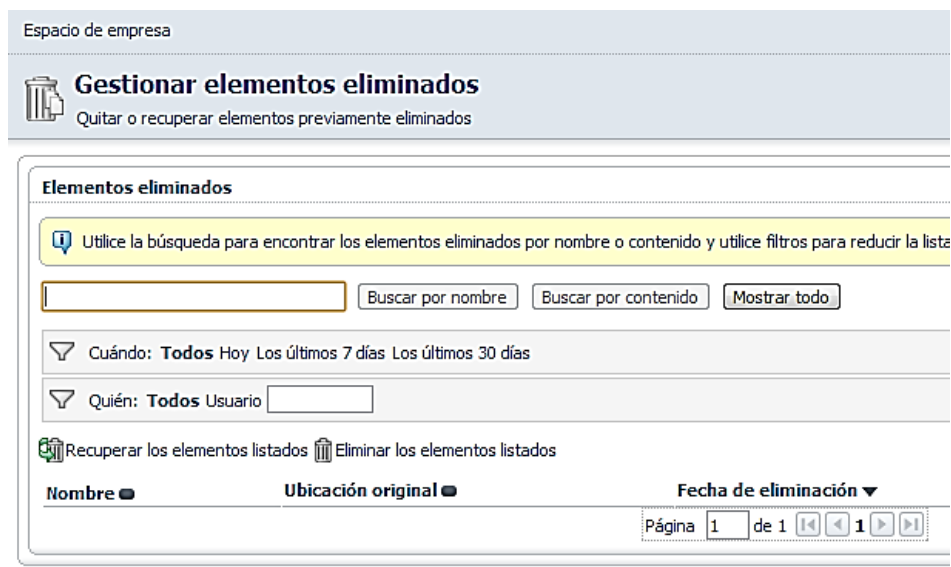 Espacio de empresa
Gestionar elementos eliminados
Quitar o recuperar elementos previamente eliminados
Elementos eliminados
Utilice la búsqueda para encontrar los elementos eliminados por nombre o contenido y utilice filtros para reducir la lista
Buscar por nombre Buscar por contenido Mostrar todo
Cuándo: Todos Hoy Los últimos 7 días Los últimos 30 días
Quién: Todos Usuario
Recuperar los elementos listados Eliminar los elementos listados
Nombre Ubicación original Fecha de eliminación
Página 1 de 1 1